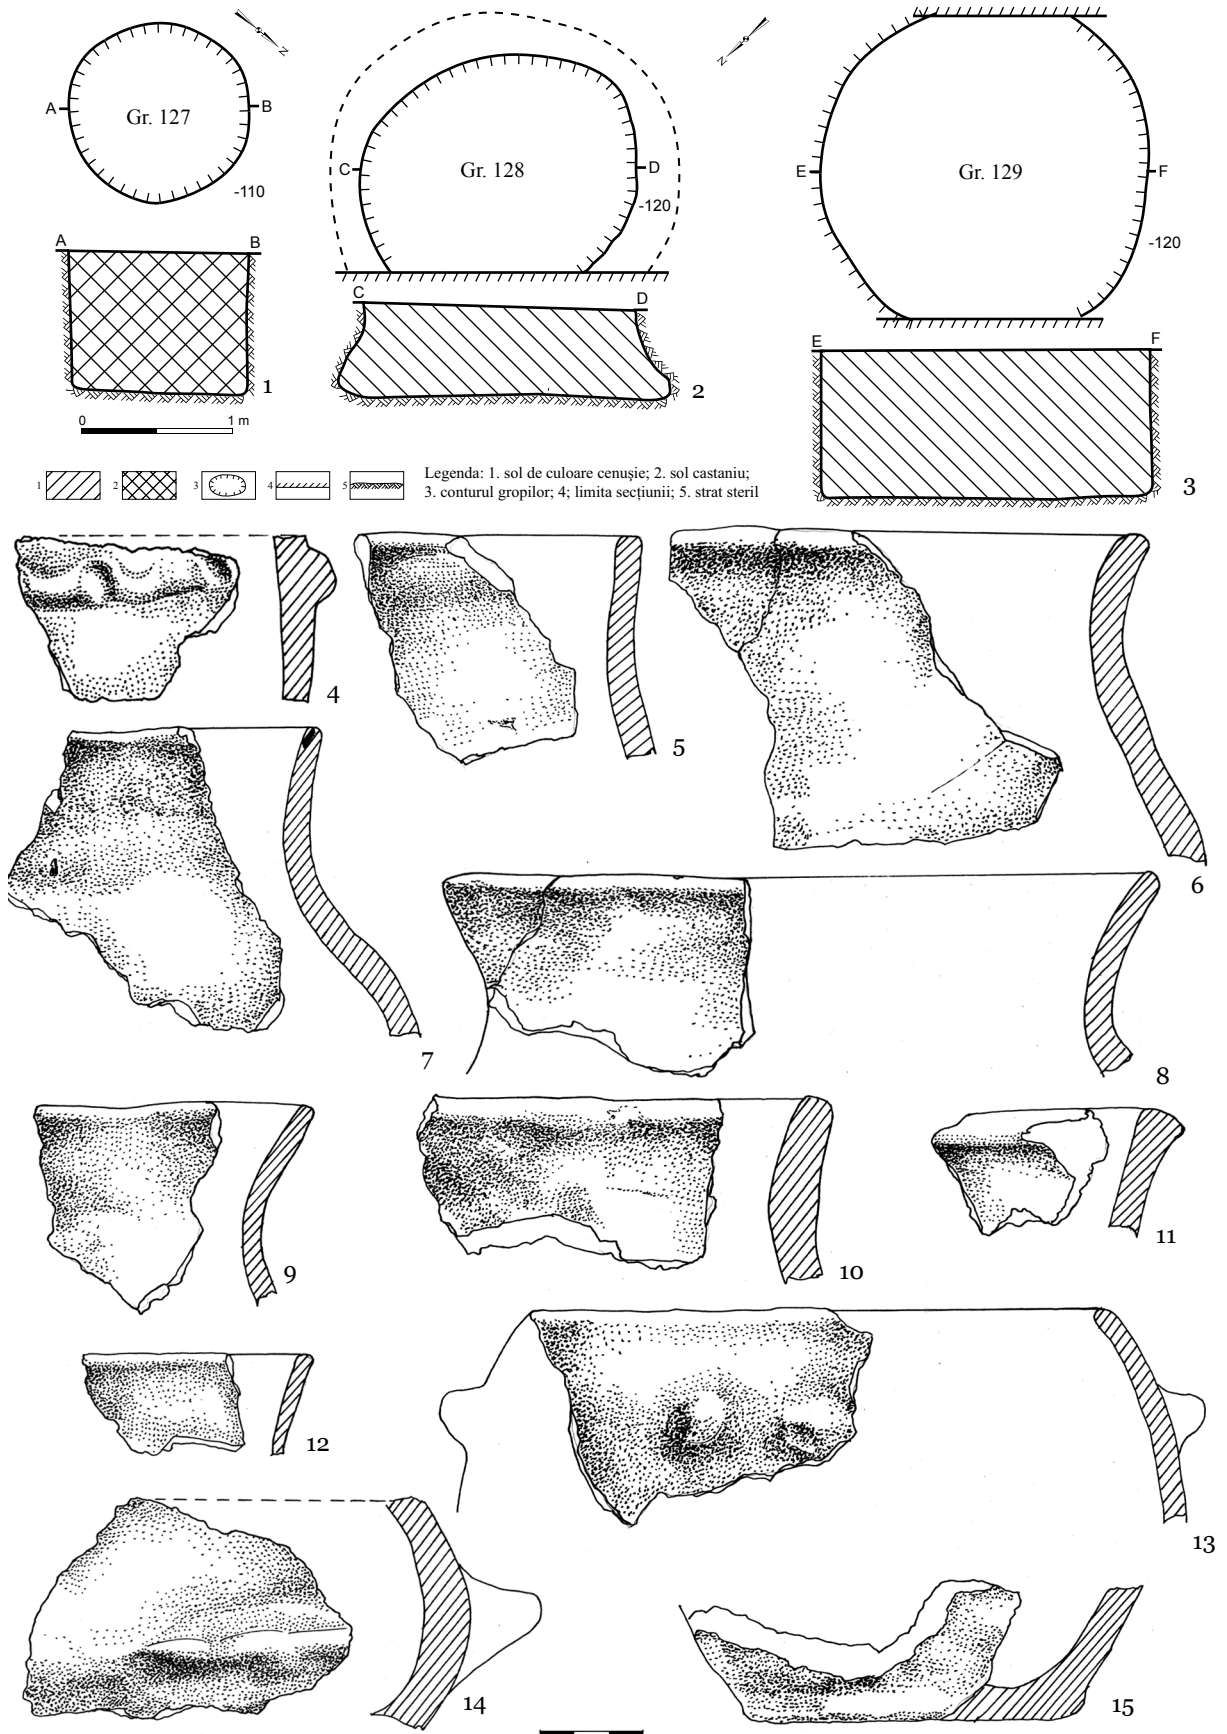 N
N
A
Gr. 127
B
-110
C
Gr. 128
D
-120
E
Gr. 129
F
-120
A
B
1
C
D
2
E
F
3
0
1 m
1
2
3
4
5
Legenda: 1. sol de culoare cenușie; 2. sol castaniu;
3. conturul gropilor; 4; limita secțiunii; 5. strat steril
4
5
6
7
8
9
10
11
12
13
14
15